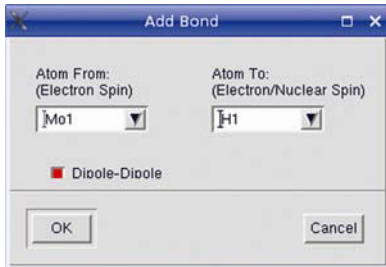 Add Bond
Atom From:
(Electron Spin)
Atom To:
(Electron/Nuclear Spin)
Mo1
H1
Dipole-Dipole
OK
Cancel